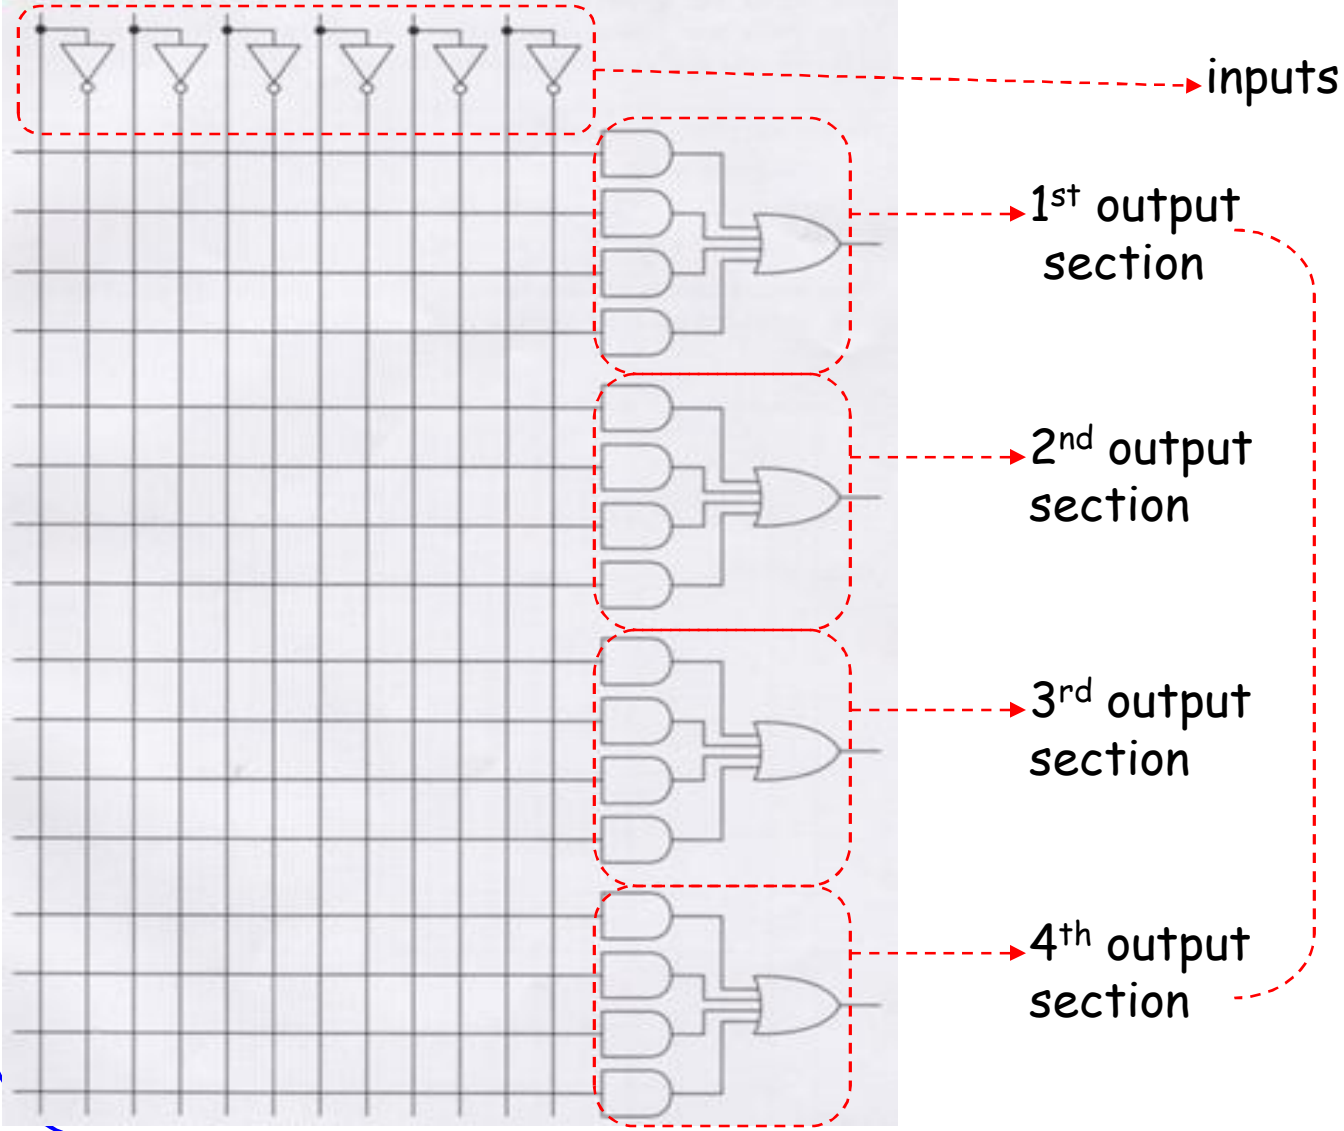 inputs
1st output
section
2nd output
section
3rd output
section
4th output
section